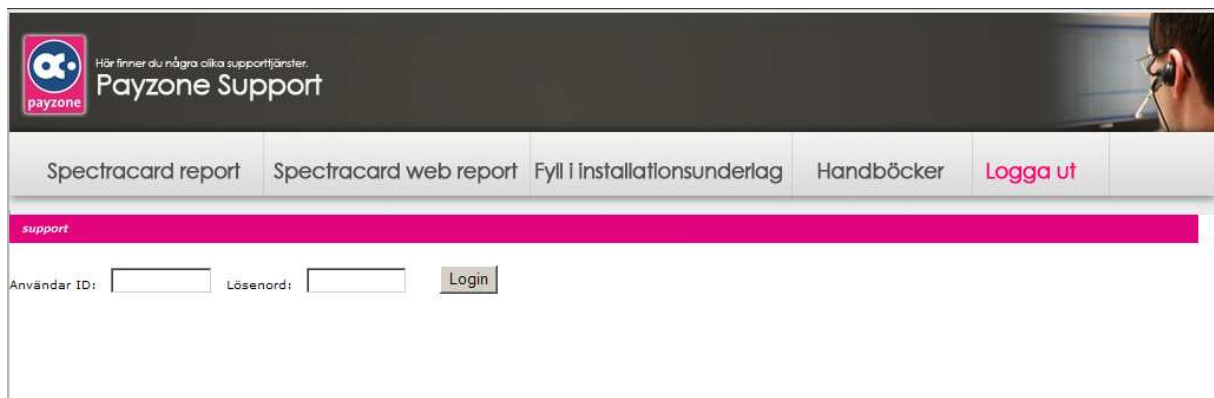 payzone
Här finner du några olika supporttjänster.
Payzone Support
Spectracard report Spectracard web report Fyll i installationsunderlag Handböcker Logga ut
support
Användar ID: Lösenord: Login